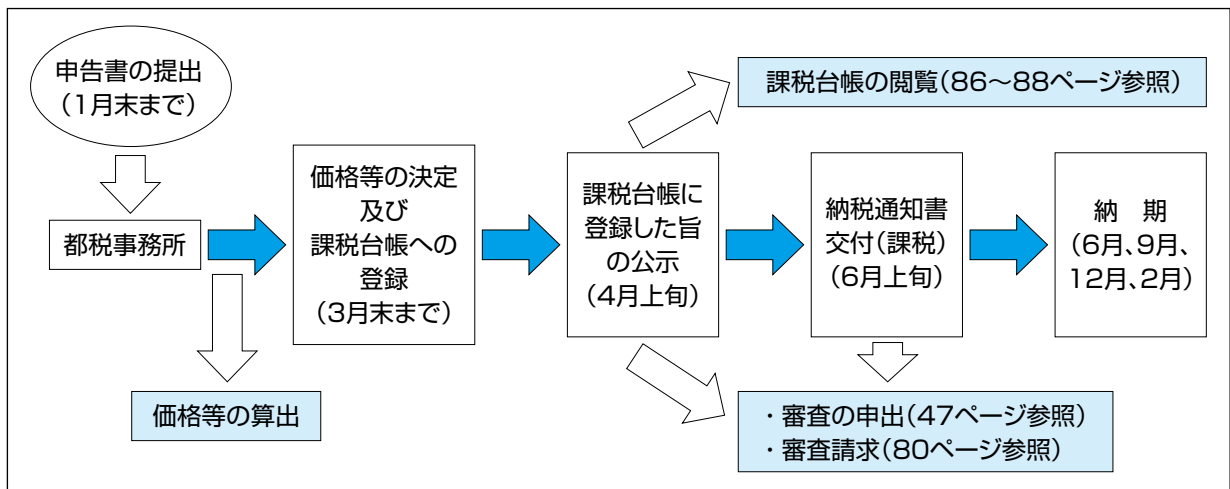 申告書の提出
(1月末まで)
都税事務所
価格等の算出
価格等の決定
及び
課税台帳への
登録
(3月末まで)
課税台帳に
登録した旨
の公示
(4月上旬)
課税台帳の閲覧(86～88ページ参照)
納税通知書
交付(課税)
(6月上旬)
・審査の申出(47ページ参照)
・審査請求(80ページ参照)
納　期
(6月、9月、
12月、2月)